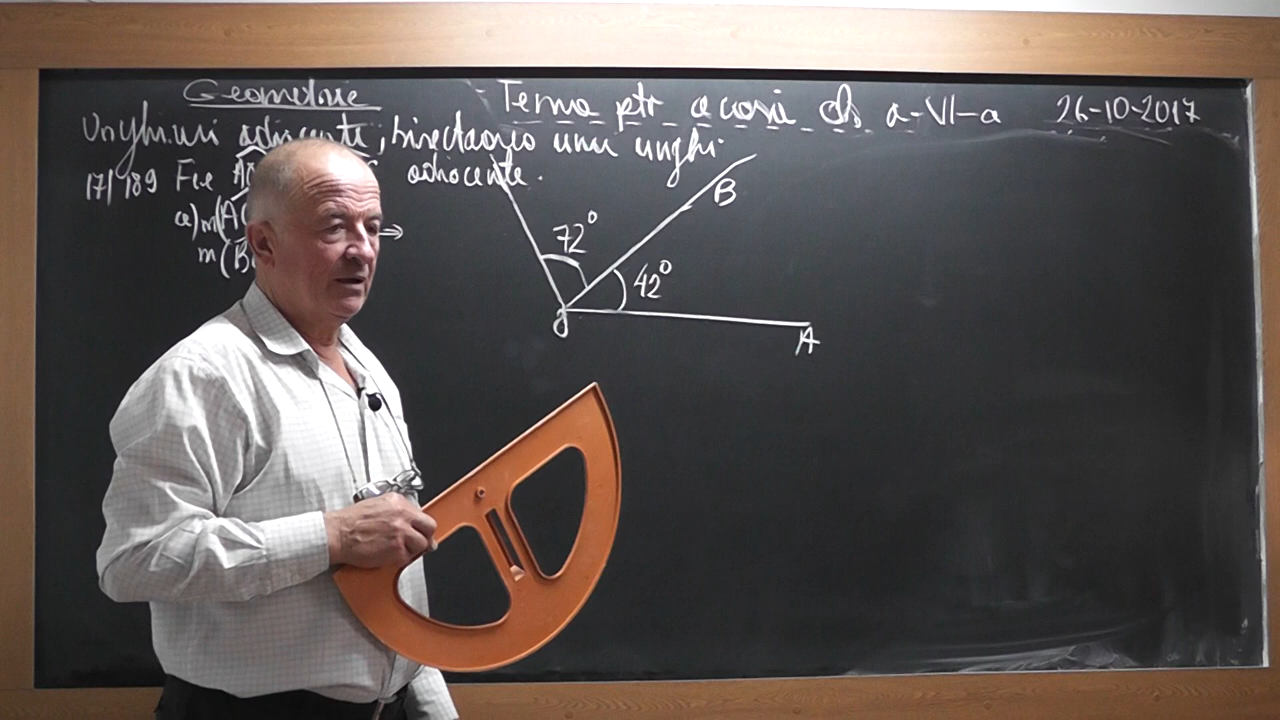 Geometrie
- Tema ptr acasă cls a-VI-a 26-10-2017
Unghiuri adiacente, bisectoarea unui unghi
17/189 Fie adiacente.
a) m(A ⇒
m(B
72°
B
42°
O
A